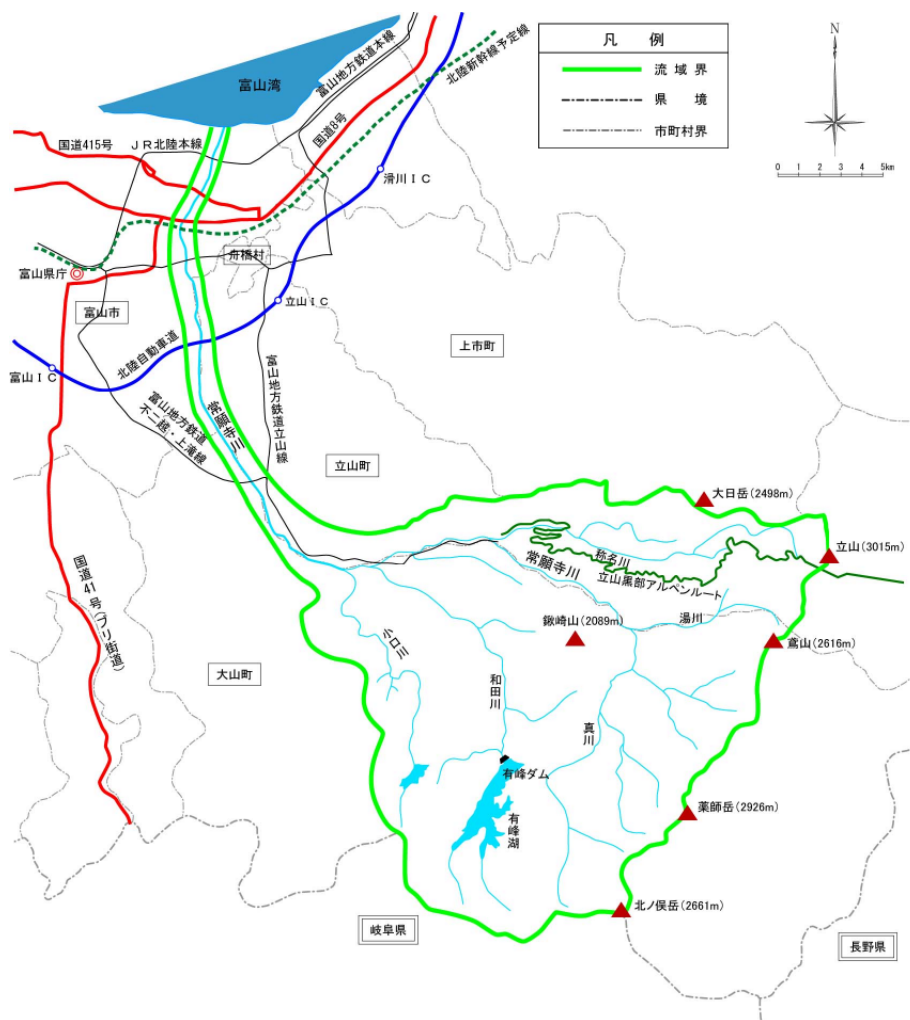 凡 例
流域界
県 境
市町村界
N
0 1 2 3 4 5km
富山湾
富山地方鉄道本線
北陸新幹線予定線
国道8号
国道415号
JR北陸本線
滑川IC
舟橋村
富山県庁
富山市
立山IC
北陸自動車道
富山IC
上市町
富山地方鉄道
不二越・上滝線
常願寺川
富山地方鉄道立山線
立山町
大日岳(2498m)
立山(3015m)
称名川
常願寺川
立山黒部アルペンルート
湯川
鍬崎山(2089m)
鳶山(2616m)
国道41号(ブリ街道)
小口川
大山町
和田川
真川
有峰ダム
薬師岳(2926m)
有峰湖
北ノ俣岳(2661m)
岐阜県
長野県